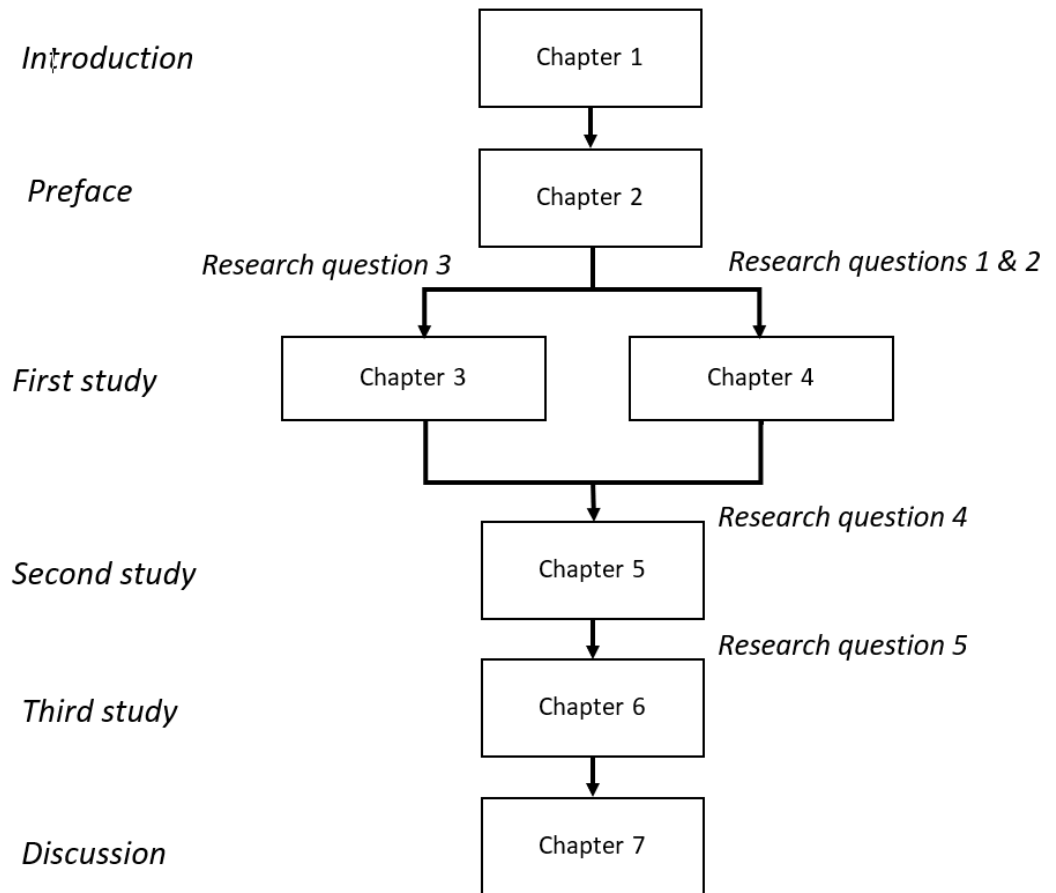 Introduction
Chapter 1
Preface
Chapter 2
Research question 3
Research questions 1 & 2
First study
Chapter 3
Chapter 4
Research question 4
Second study
Chapter 5
Research question 5
Third study
Chapter 6
Discussion
Chapter 7